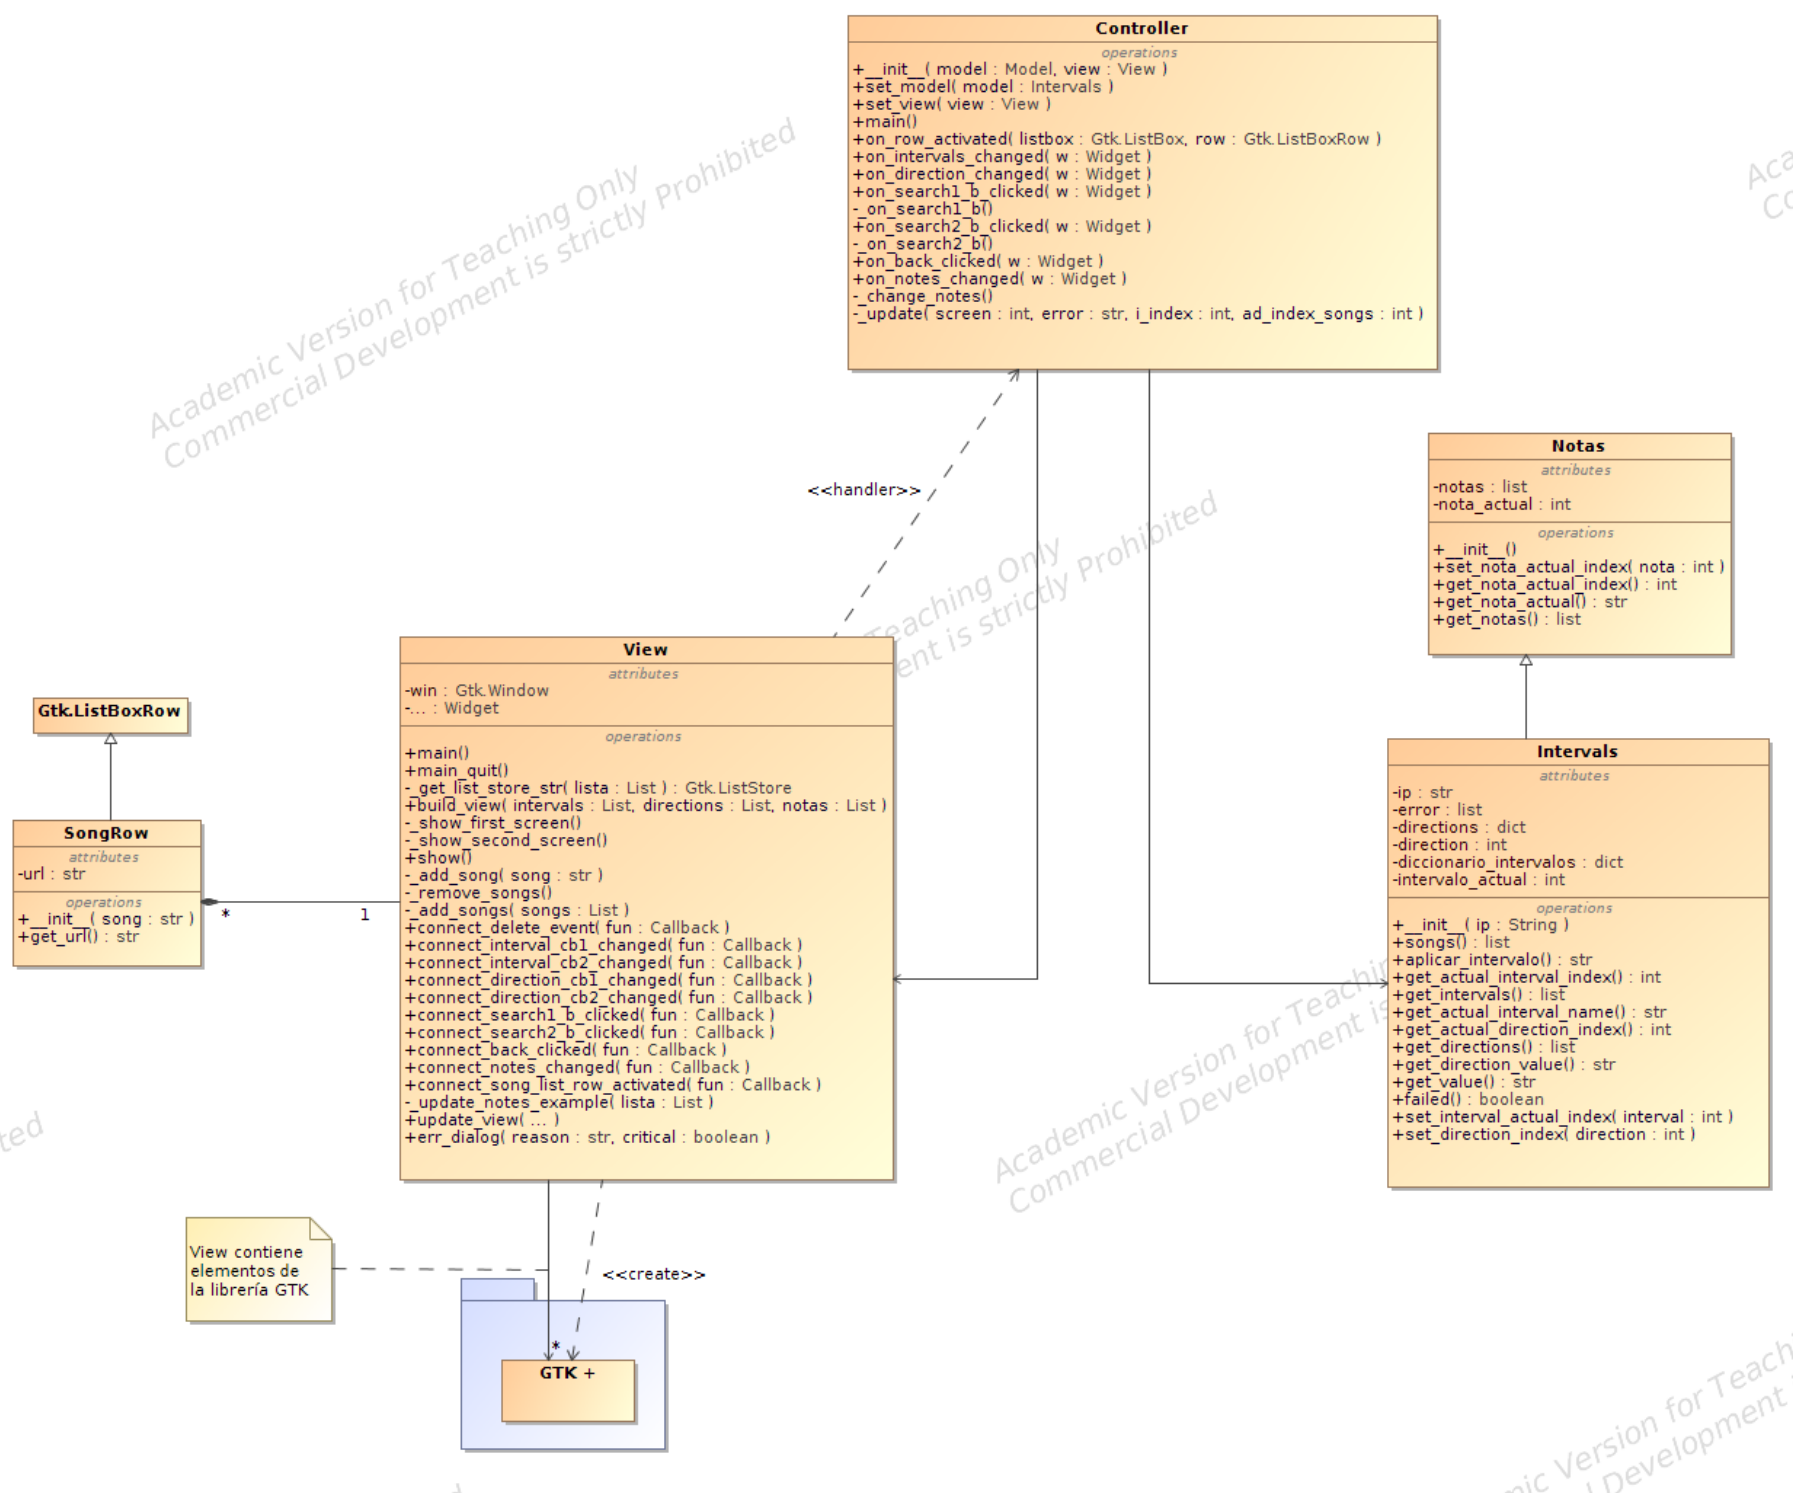 Controller
operations
+__init__( model : Model, view : View )
+set_model( model : Intervals )
+set_view( view : View )
+main()
+on_row_activated( listbox : Gtk.ListBox, row : Gtk.ListBoxRow )
+on_intervals_changed( w : Widget )
+on_direction_changed( w : Widget )
+on_search1_b_clicked( w : Widget )
-_on_search1_b()
+on_search2_b_clicked( w : Widget )
-_on_search2_b()
+on_back_clicked( w : Widget )
+on_notes_changed( w : Widget )
-_change_notes()
-_update( screen : int, error : str, i_index : int, ad_index_songs : int )
Academic Version for Teaching Only
Commercial Development is strictly Prohibited
<<handler>>
Notas
attributes
-notas : list
-nota_actual : int
operations
+__init__()
+set_nota_actual_index( nota : int )
+get_nota_actual_index() : int
+get_nota_actual() : str
+get_notas() : list
Teaching Only
ent is strictly Prohibited
View
attributes
-win : Gtk.Window
-... : Widget
operations
+main()
+main_quit()
-_get_list_store_str( lista : List ) : Gtk.ListStore
+build_view( intervals : List, directions : List, notas : List )
-_show_first_screen()
-_show_second_screen()
+show()
-_add_song( song : str )
-_remove_songs()
-_add_songs( songs : List )
+connect_delete_event( fun : Callback )
+connect_interval_cb1_changed( fun : Callback )
+connect_interval_cb2_changed( fun : Callback )
+connect_direction_cb1_changed( fun : Callback )
+connect_direction_cb2_changed( fun : Callback )
+connect_search1_b_clicked( fun : Callback )
+connect_search2_b_clicked( fun : Callback )
+connect_back_clicked( fun : Callback )
+connect_notes_changed( fun : Callback )
+connect_song_list_row_activated( fun : Callback )
-_update_notes_example( lista : List )
+update_view( ... )
+err_dialog( reason : str, critical : boolean )
Gtk.ListBoxRow
SongRow
attributes
-url : str
operations
+__init__( song : str )
+get_url() : str
*
1
Intervals
attributes
-ip : str
-error : list
-directions : dict
-direction : int
-diccionario_intervalos : dict
-intervalo_actual : int
operations
+__init__( ip : String )
+songs() : list
+aplicar_intervalo() : str
+get_actual_interval_index() : int
+get_intervals() : list
+get_actual_interval_name() : str
+get_actual_direction_index() : int
+get_directions() : list
+get_direction_value() : str
+get_value() : str
+failed() : boolean
+set_interval_actual_index( interval : int )
+set_direction_index( direction : int )
Academic Version for Teachin
Commercial Development is
View contiene
elementos de
la librería GTK
<<create>>
*
GTK +
mic Version for Teach
l Development